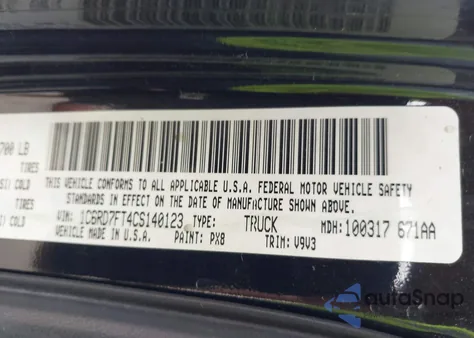 700 LB
TIRES
SI COLD
TIRES
SI COLD
THIS VEHICLE CONFORMS TO ALL APPLICABLE U.S.A. FEDERAL MOTOR VEHICLE SAFETY
STANDARDS IN EFFECT ON THE DATE OF MANUFACTURE SHOWN ABOVE.
VIN: 1C6RD7FT4CS140123 TYPE: TRUCK MDH: 100317 671AA
VEHICLE MADE IN U.S.A. PAINT: PX8 TRIM: V9V3
autoSnap